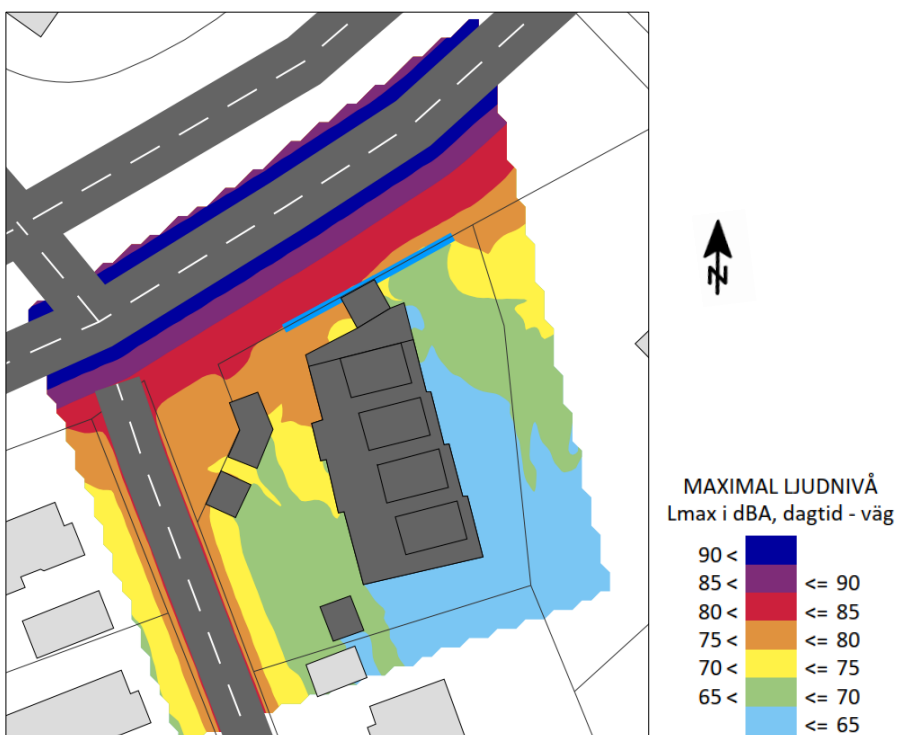 N
MAXIMAL LJUDNIVÅ
Lmax i dBA, dagtid - väg
90 <
85 < <= 90
80 < <= 85
75 < <= 80
70 < <= 75
65 < <= 70
<= 65